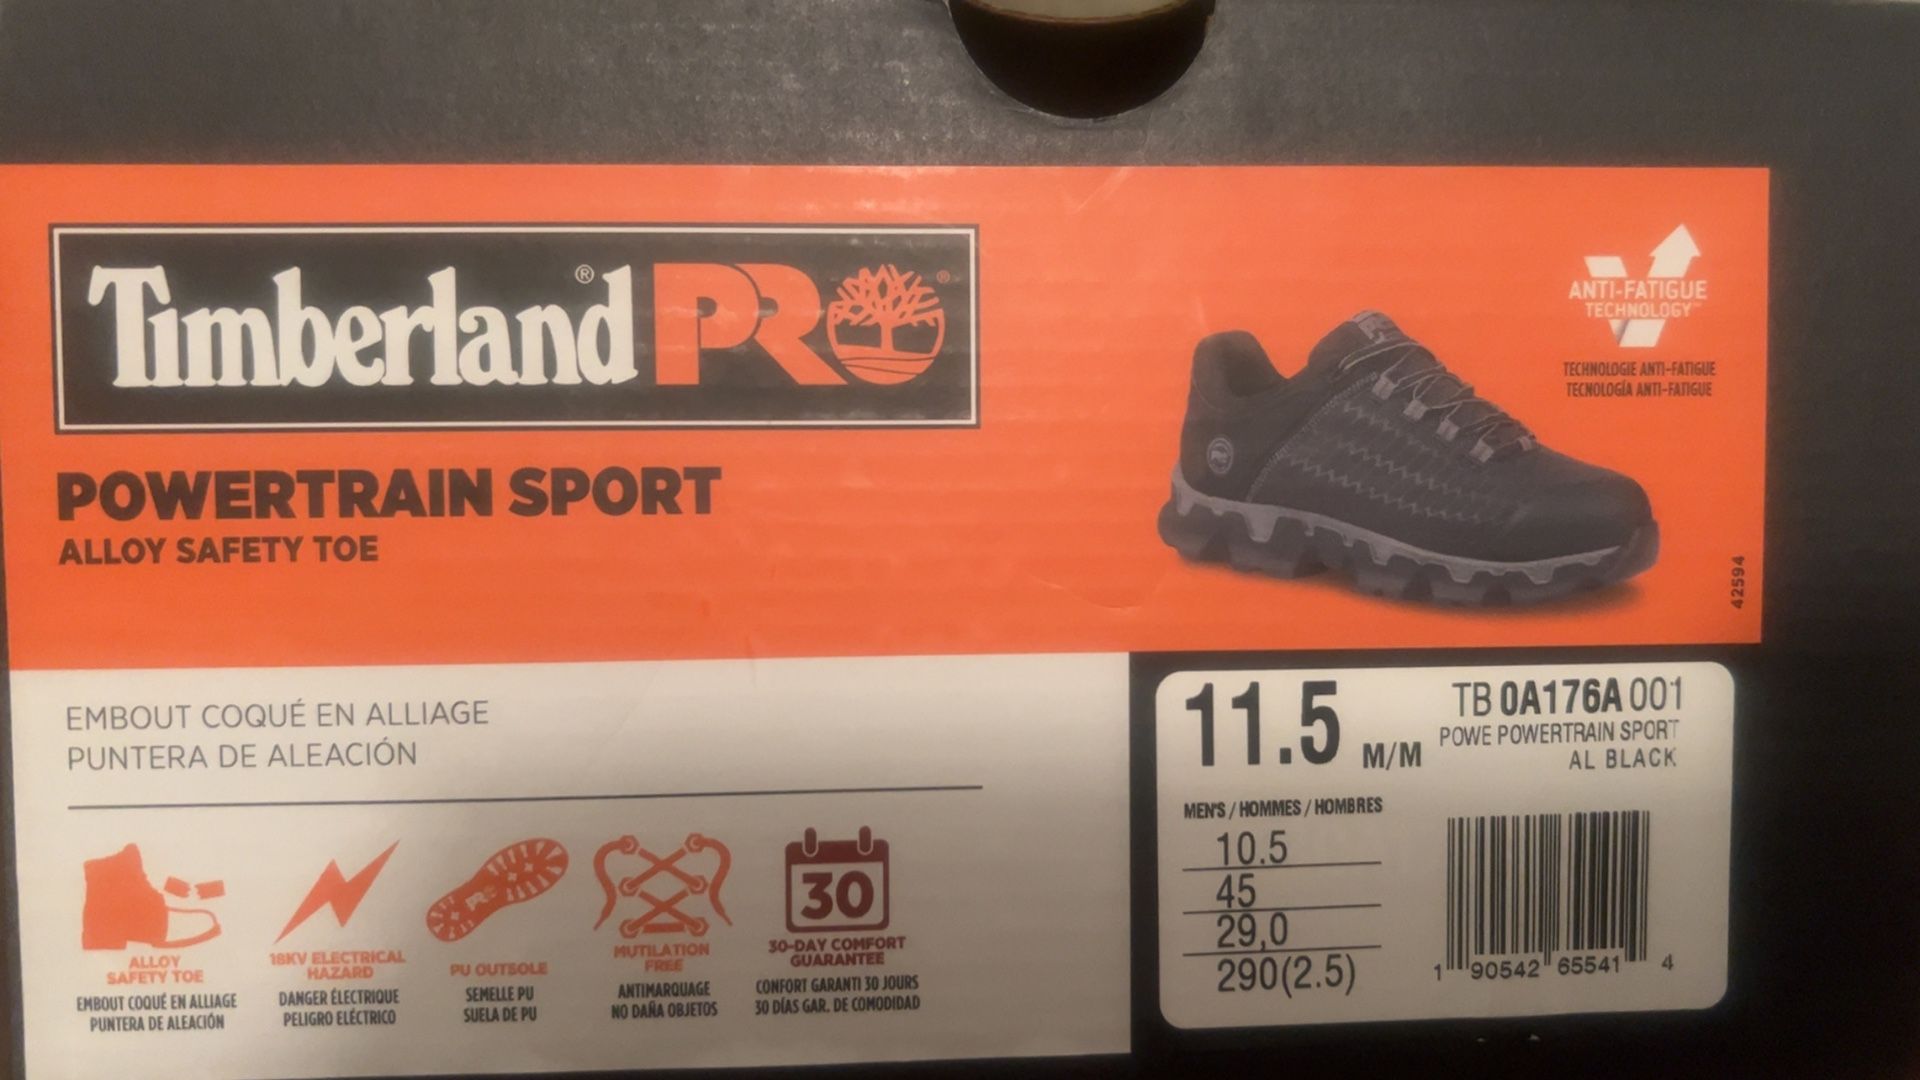 Timberland® PRO®
POWERTRAIN SPORT
ALLOY SAFETY TOE
ANTI-FATIGUE
TECHNOLOGY™
TECHNOLOGIE ANTI-FATIGUE
TECNOLOGÍA ANTI-FATIGUE
42594
EMBOUT COQUÉ EN ALLIAGE
PUNTERA DE ALEACIÓN
ALLOY
SAFETY TOE
EMBOUT COQUÉ EN ALLIAGE
PUNTERA DE ALEACIÓN
18KV ELECTRICAL
HAZARD
DANGER ÉLECTRIQUE
PELIGRO ELÉCTRICO
PRO
PU OUTSOLE
SEMELLE PU
SUELA DE PU
MUTILATION
FREE
ANTIMARQUAGE
NO DAÑA OBJETOS
30
30-DAY COMFORT
GUARANTEE
CONFORT GARANTI 30 JOURS
30 DÍAS GAR. DE COMODIDAD
11.5 M/M
TB 0A176A 001
POWE POWERTRAIN SPORT
AL BLACK
MEN'S / HOMMES / HOMBRES
10.5
45
29,0
290(2.5)
1 90542 65541 4